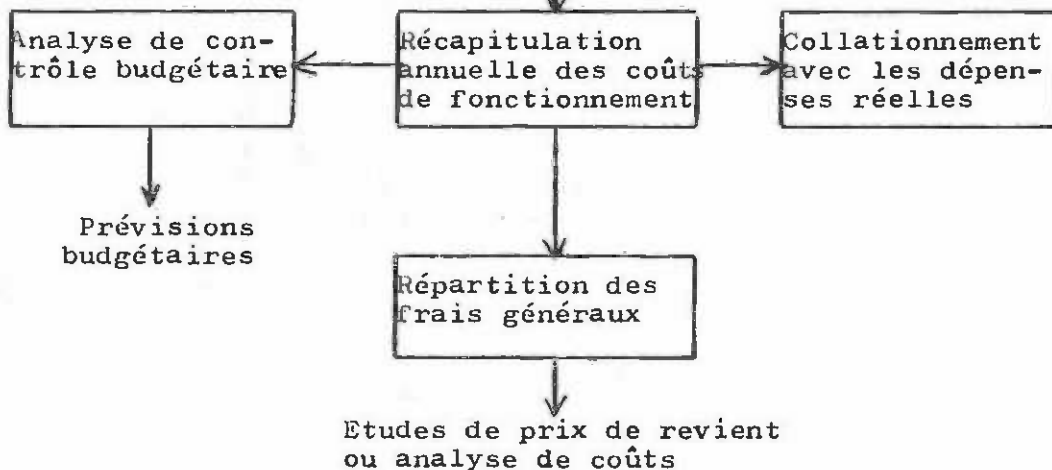 Analyse de con-
trôle budgétaire
Récapitulation
annuelle des coûts
de fonctionnement
Collationnement
avec les dépen-
ses réelles
Prévisions
budgétaires
Répartition des
frais généraux
Etudes de prix de revient
ou analyse de coûts